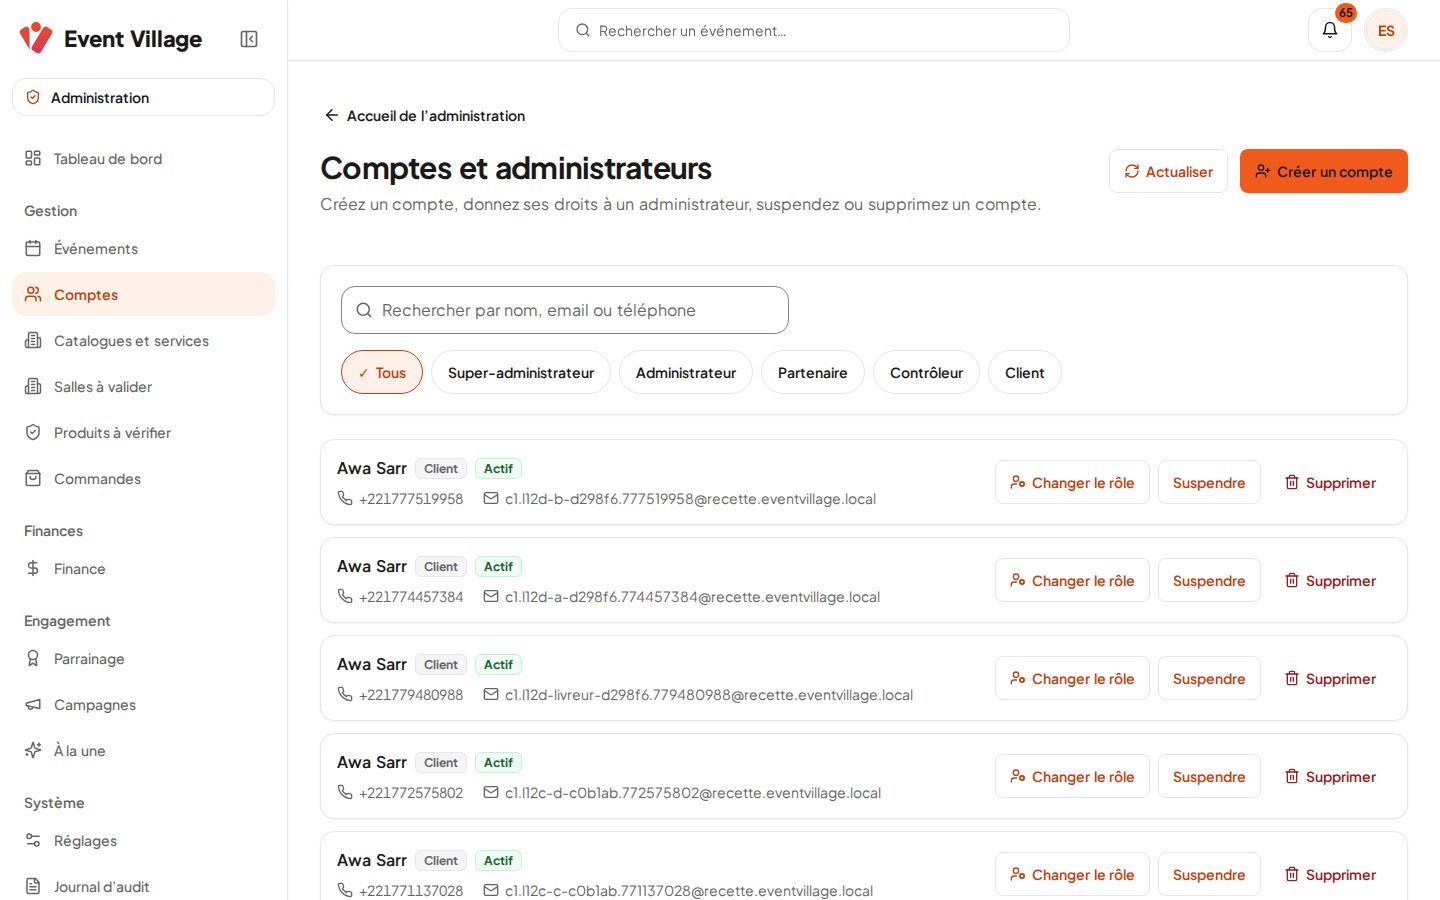 Event Village
Administration
Tableau de bord
Gestion
Événements
Comptes
Catalogues et services
Salles à valider
Produits à vérifier
Commandes
Finances
Finance
Engagement
Parrainage
Campagnes
À la une
Système
Réglages
Journal d’audit
Rechercher un événement…
65
ES
Accueil de l’administration
Comptes et administrateurs
Créez un compte, donnez ses droits à un administrateur, suspendez ou supprimez un compte.
Actualiser
Créer un compte
Rechercher par nom, email ou téléphone
✓ Tous Super-administrateur Administrateur Partenaire Contrôleur Client
Awa Sarr Client Actif
+221777519958 c1.l12d-b-d298f6.777519958@recette.eventvillage.local
Changer le rôle Suspendre Supprimer
Awa Sarr Client Actif
+221774457384 c1.l12d-a-d298f6.774457384@recette.eventvillage.local
Changer le rôle Suspendre Supprimer
Awa Sarr Client Actif
+221779480988 c1.l12d-livreur-d298f6.779480988@recette.eventvillage.local
Changer le rôle Suspendre Supprimer
Awa Sarr Client Actif
+221772575802 c1.l12c-d-c0b1ab.772575802@recette.eventvillage.local
Changer le rôle Suspendre Supprimer
Awa Sarr Client Actif
+221771137028 c1.l12c-c-c0b1ab.771137028@recette.eventvillage.local
Changer le rôle Suspendre Supprimer